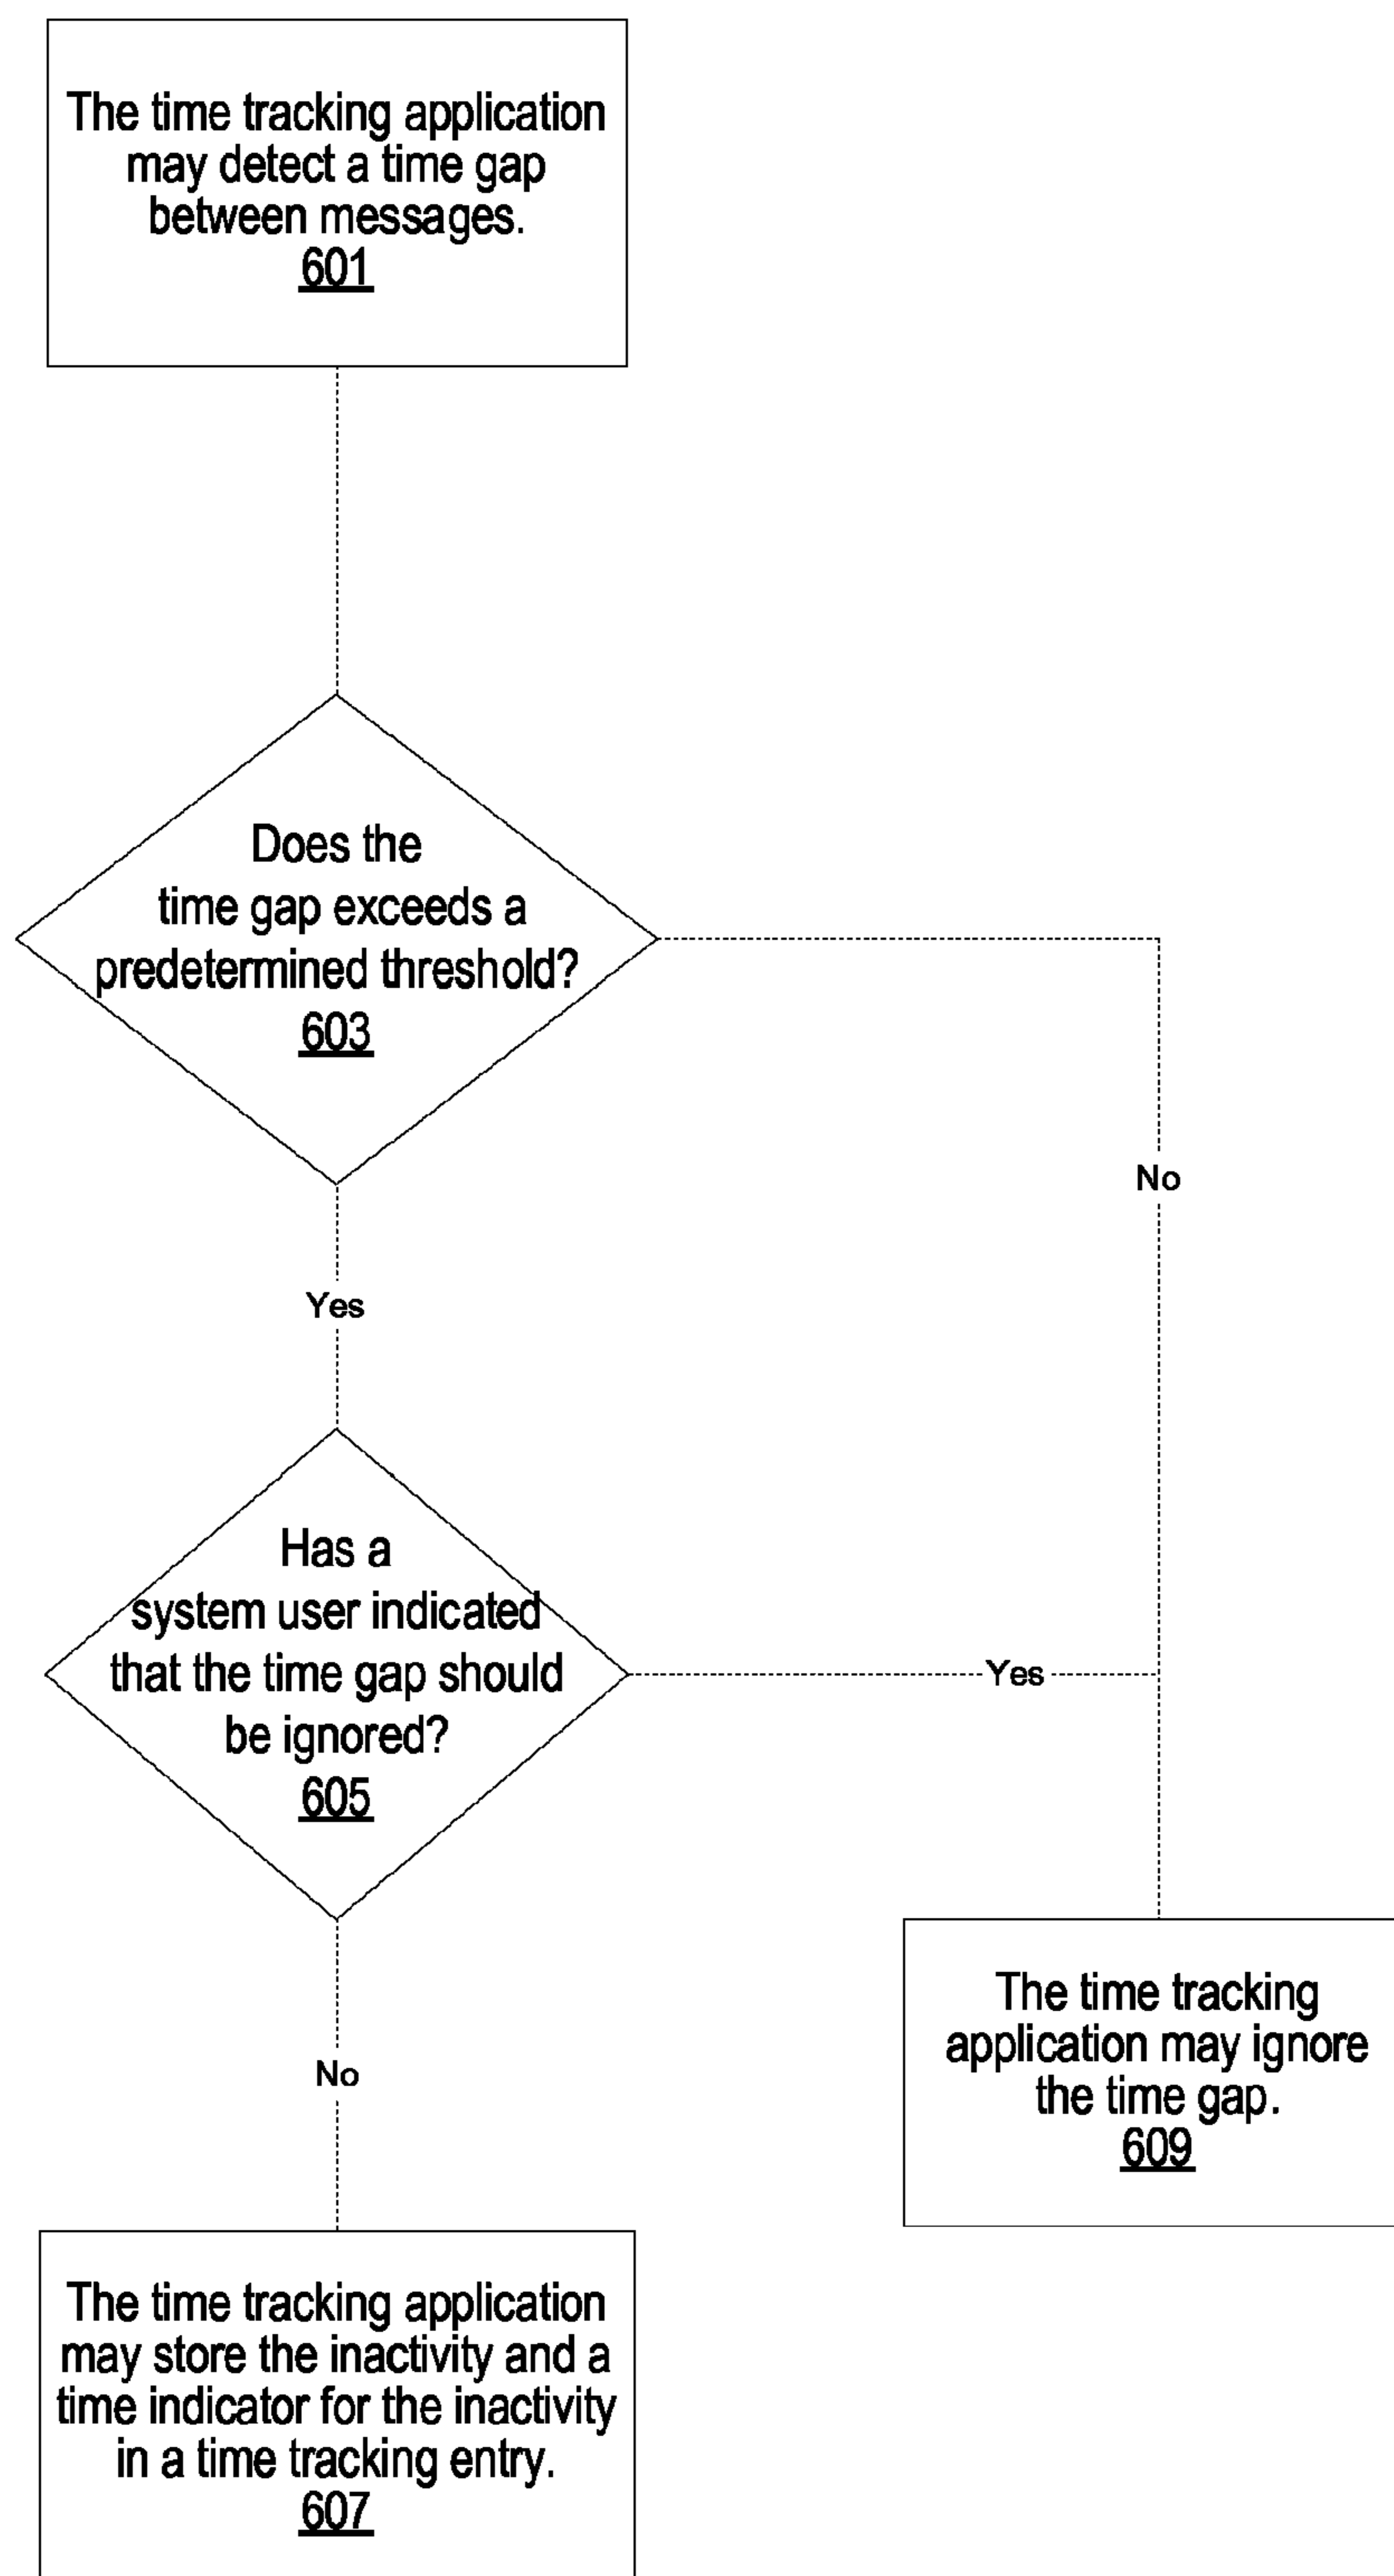 The time tracking application
may detect a time gap
between messages.
601
Does the
time gap exceeds a
predetermined threshold?
603
No
Yes
Has a
system user indicated
that the time gap should
be ignored?
605
Yes
The time tracking
application may ignore
the time gap.
609
No
The time tracking application
may store the inactivity and a
time indicator for the inactivity
in a time tracking entry.
607